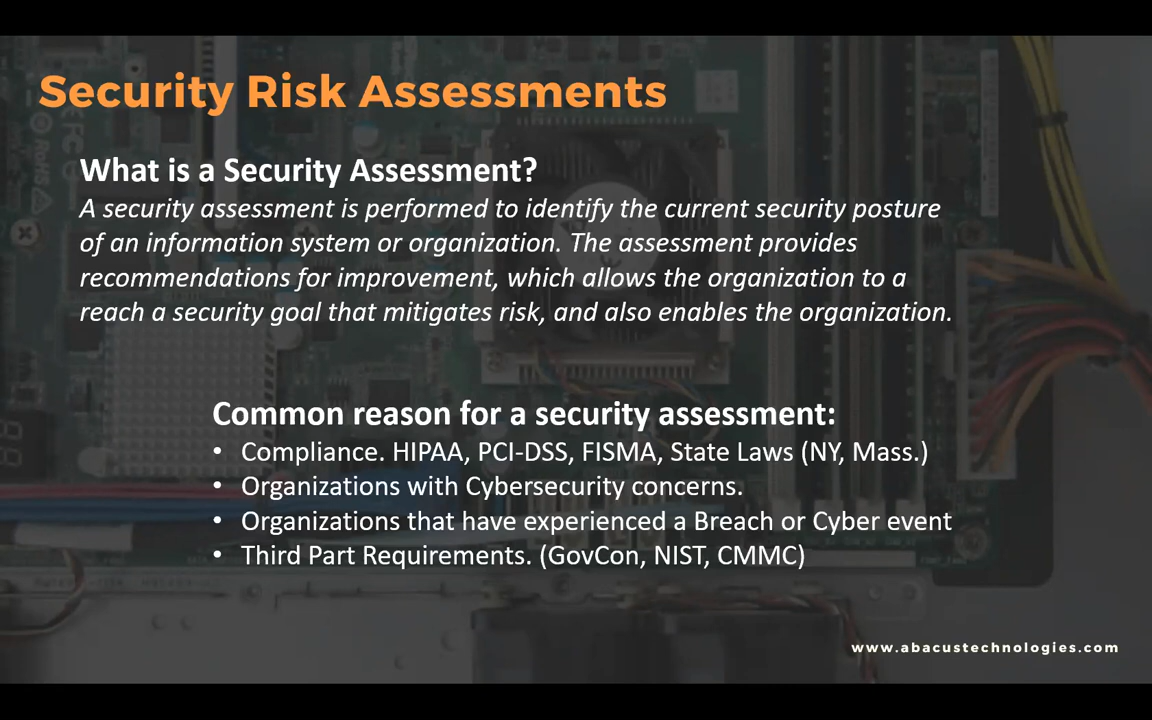 Security Risk Assessments
What is a Security Assessment?
A security assessment is performed to identify the current security posture
of an information system or organization. The assessment provides
recommendations for improvement, which allows the organization to a
reach a security goal that mitigates risk, and also enables the organization.
Common reason for a security assessment:
• Compliance. HIPAA, PCI-DSS, FISMA, State Laws (NY, Mass.)
• Organizations with Cybersecurity concerns.
• Organizations that have experienced a Breach or Cyber event
• Third Part Requirements. (GovCon, NIST, CMMC)
www.abacustechnologies.com